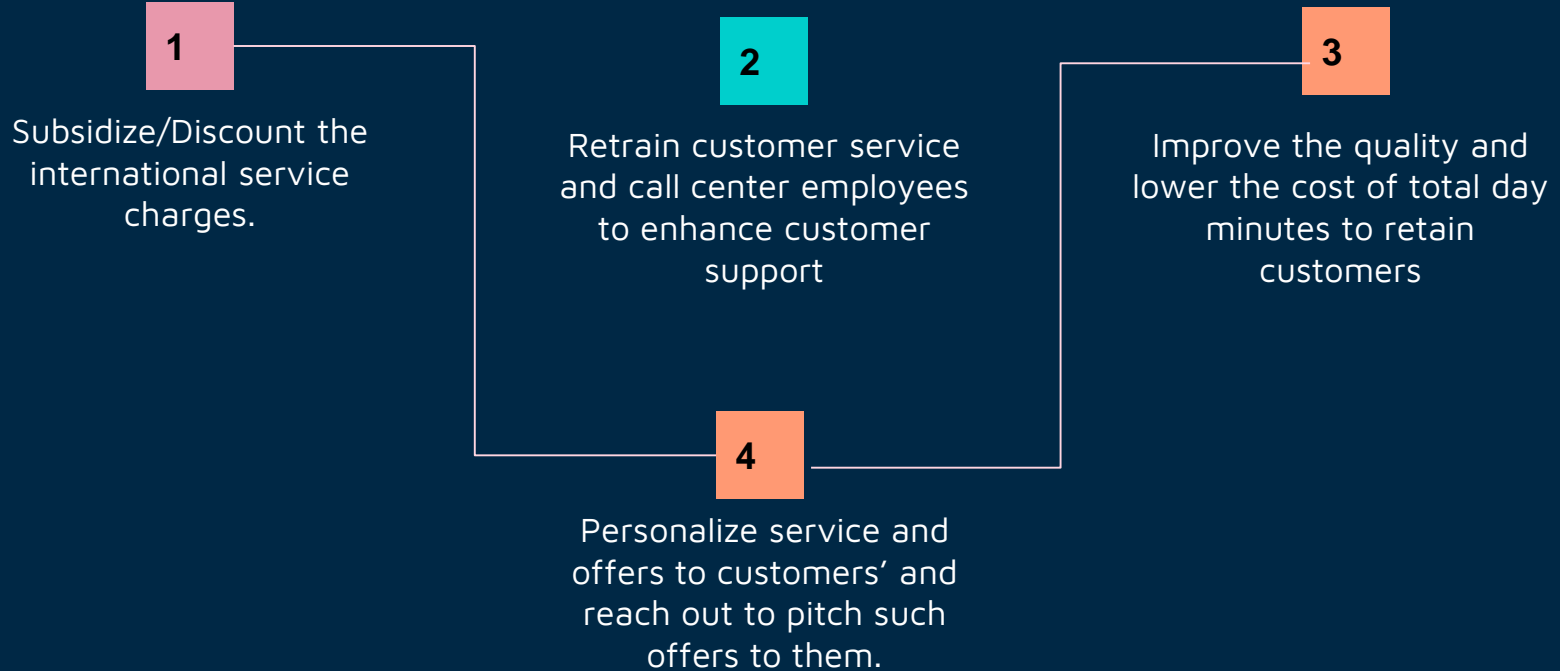 1
Subsidize/Discount the
international service
charges.
2
Retrain customer service
and call center employees
to enhance customer
support
3
Improve the quality and
lower the cost of total day
minutes to retain
customers
4
Personalize service and
offers to customers’ and
reach out to pitch such
offers to them.